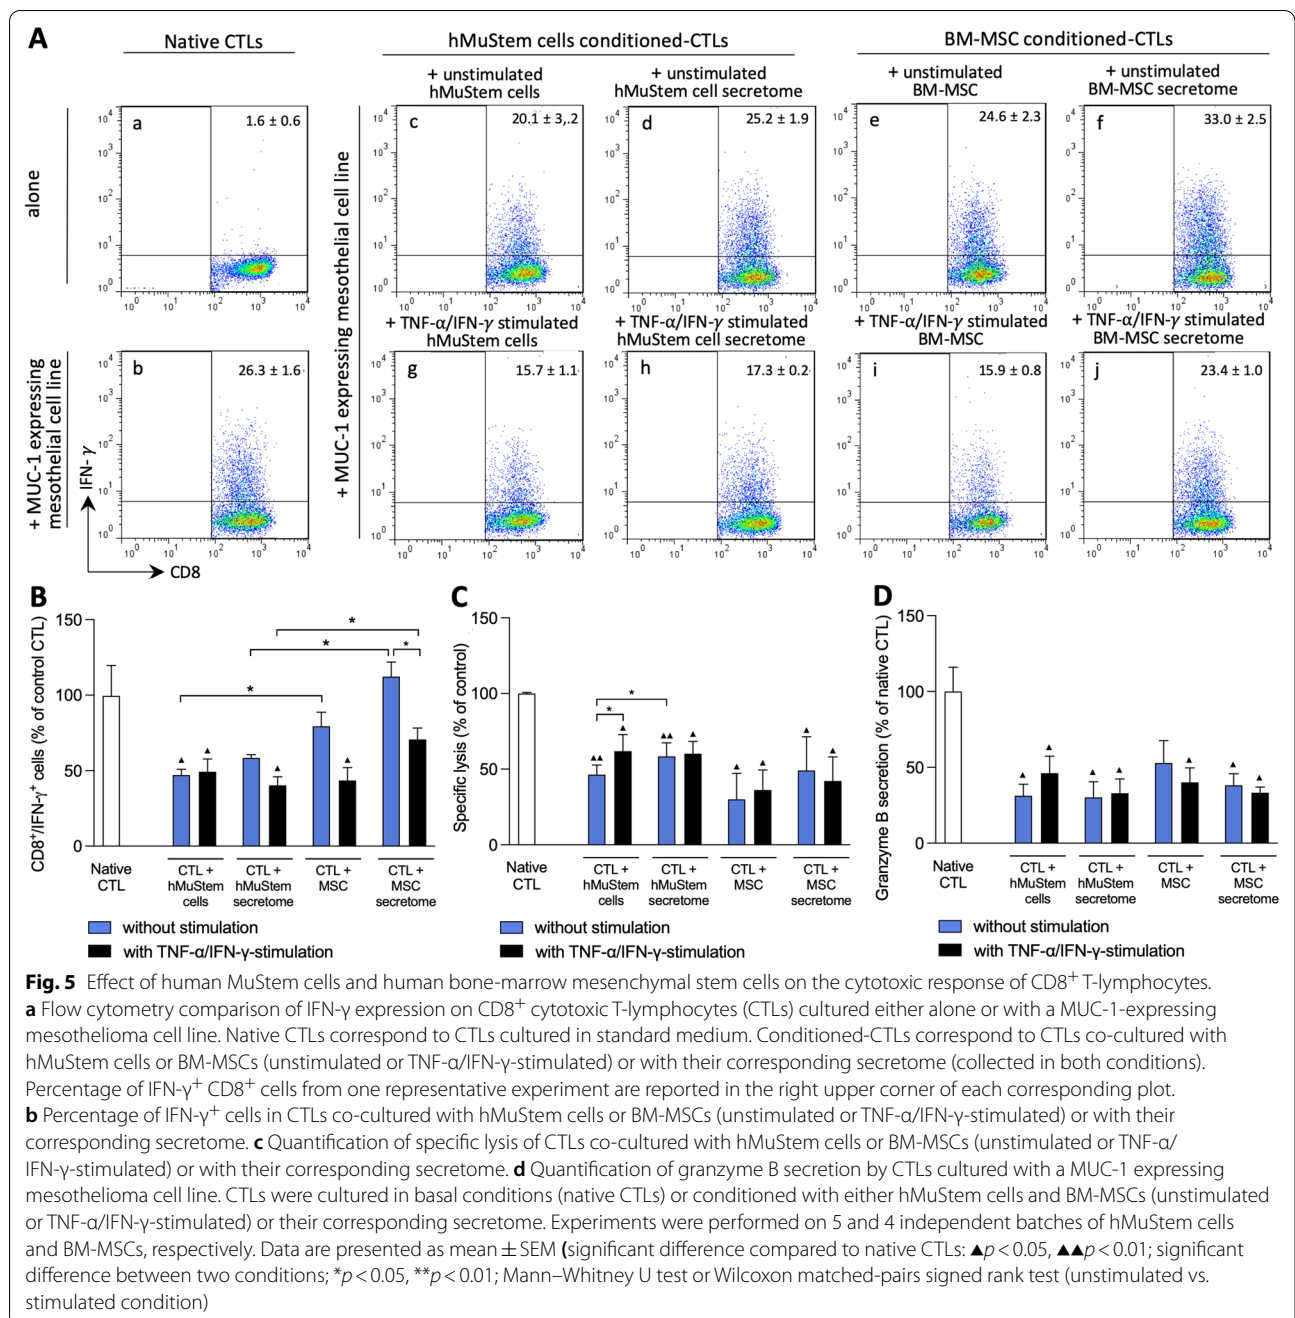 A
Native CTLs
hMuStem cells conditioned-CTLs
BM-MSC conditioned-CTLs
+ unstimulated
hMuStem cells
+ unstimulated
hMuStem cell secretome
+ unstimulated
BM-MSC
+ unstimulated
BM-MSC secretome
alone
+ MUC-1 expressing mesothelial cell line
a
1.6 ± 0.6
c
20.1 ± 3,.2
d
25.2 ± 1.9
e
24.6 ± 2.3
f
33.0 ± 2.5
+ TNF-α/IFN-γ stimulated
hMuStem cells
+ TNF-α/IFN-γ stimulated
hMuStem cell secretome
+ TNF-α/IFN-γ stimulated
BM-MSC
+ TNF-α/IFN-γ stimulated
BM-MSC secretome
+ MUC-1 expressing
mesothelial cell line
b
26.3 ± 1.6
g
15.7 ± 1.1
h
17.3 ± 0.2
i
15.9 ± 0.8
j
23.4 ± 1.0
IFN-γ
CD8
B
CD8+/IFN-γ+ cells (% of control CTL)
150
100
50
0
Native
CTL
CTL +
hMuStem
cells
CTL +
hMuStem
secretome
CTL +
MSC
CTL +
MSC
secretome
without stimulation
with TNF-α/IFN-γ-stimulation
C
Specific lysis (% of control)
150
100
50
0
Native
CTL
CTL +
hMuStem
cells
CTL +
hMuStem
secretome
CTL +
MSC
CTL +
MSC
secretome
without stimulation
with TNF-α/IFN-γ-stimulation
D
Granzyme B secretion (% of native CTL)
150
100
50
0
Native
CTL
CTL +
hMuStem
cells
CTL +
hMuStem
secretome
CTL +
MSC
CTL +
MSC
secretome
without stimulation
with TNF-α/IFN-γ-stimulation
Fig. 5 Effect of human MuStem cells and human bone-marrow mesenchymal stem cells on the cytotoxic response of CD8+ T-lymphocytes.
a Flow cytometry comparison of IFN-γ expression on CD8+ cytotoxic T-lymphocytes (CTLs) cultured either alone or with a MUC-1-expressing
mesothelioma cell line. Native CTLs correspond to CTLs cultured in standard medium. Conditioned-CTLs correspond to CTLs co-cultured with
hMuStem cells or BM-MSCs (unstimulated or TNF-α/IFN-γ-stimulated) or with their corresponding secretome (collected in both conditions).
Percentage of IFN-γ+ CD8+ cells from one representative experiment are reported in the right upper corner of each corresponding plot.
b Percentage of IFN-γ+ cells in CTLs co-cultured with hMuStem cells or BM-MSCs (unstimulated or TNF-α/IFN-γ-stimulated) or with their
corresponding secretome. c Quantification of specific lysis of CTLs co-cultured with hMuStem cells or BM-MSCs (unstimulated or TNF-α/
IFN-γ-stimulated) or with their corresponding secretome. d Quantification of granzyme B secretion by CTLs cultured with a MUC-1 expressing
mesothelioma cell line. CTLs were cultured in basal conditions (native CTLs) or conditioned with either hMuStem cells and BM-MSCs (unstimulated
or TNF-α/IFN-γ-stimulated) or their corresponding secretome. Experiments were performed on 5 and 4 independent batches of hMuStem cells
and BM-MSCs, respectively. Data are presented as mean ± SEM (significant difference compared to native CTLs: ▲p < 0.05, ▲▲p < 0.01; significant
difference between two conditions; *p < 0.05, **p < 0.01; Mann–Whitney U test or Wilcoxon matched-pairs signed rank test (unstimulated vs.
stimulated condition)